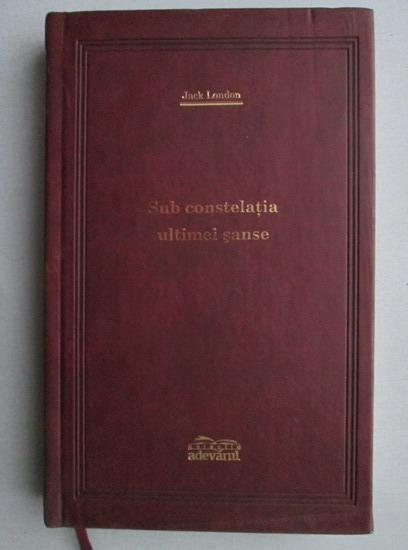 Jack London
Sub constelația
ultimei șanse
colecția
adevărul